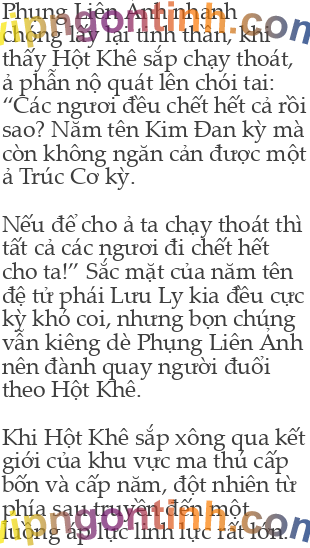 Phụng Liên Ảnh nhanh
chóng lấy lại tinh thần, khi
thấy Hột Khê sắp chạy thoát,
ả phẫn nộ quát lên chói tai:
“Các ngươi đều chết hết cả rồi
sao? Năm tên Kim Đan kỳ mà
còn không ngăn cản được một
ả Trúc Cơ kỳ.
Nếu để cho ả ta chạy thoát thì
tất cả các ngươi đi chết hết
cho ta!” Sắc mặt của năm tên
đệ tử phái Lưu Ly kia đều cực
kỳ khó coi, nhưng bọn chúng
vẫn kiêng dè Phụng Liên Ảnh
nên đành quay người đuổi
theo Hột Khê.
Khi Hột Khê sắp xông qua kết
giới của khu vực ma thú cấp
bốn và cấp năm, đột nhiên từ
phía sau truyền đến một
luồng áp lực linh lực rất lớn.